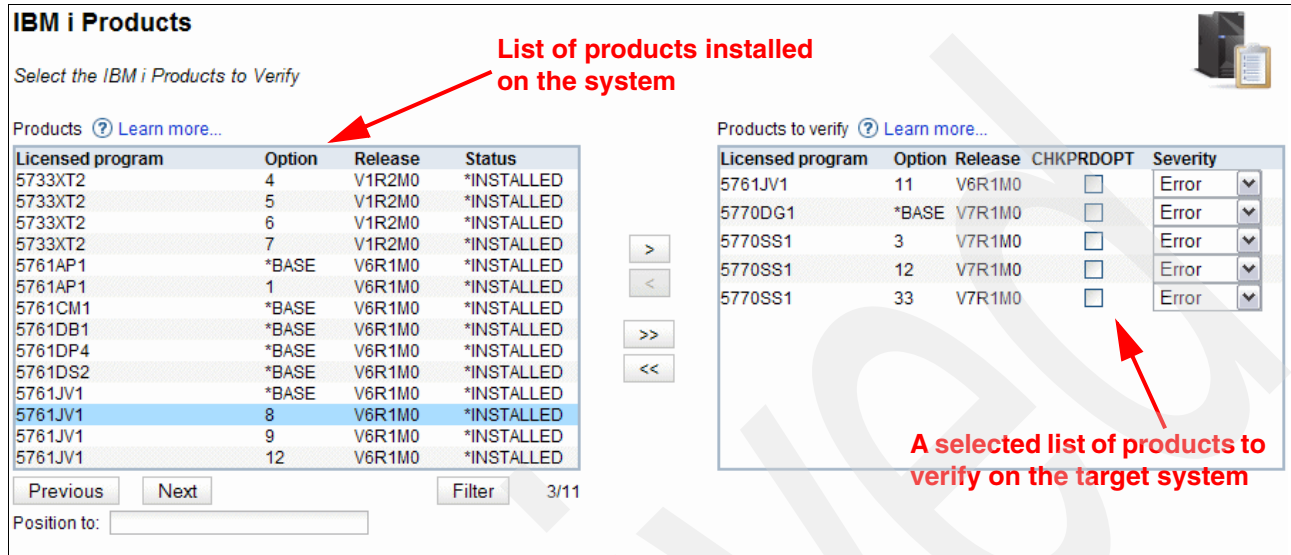 IBM i Products
List of products installed
on the system
Select the IBM i Products to Verify
Products ? Learn more...
Licensed program Option Release Status
5733XT2 4 V1R2M0 *INSTALLED
5733XT2 5 V1R2M0 *INSTALLED
5733XT2 6 V1R2M0 *INSTALLED
5733XT2 7 V1R2M0 *INSTALLED
5761AP1 *BASE V6R1M0 *INSTALLED
5761AP1 1 V6R1M0 *INSTALLED
5761CM1 *BASE V6R1M0 *INSTALLED
5761DB1 *BASE V6R1M0 *INSTALLED
5761DP4 *BASE V6R1M0 *INSTALLED
5761DS2 *BASE V6R1M0 *INSTALLED
5761JV1 *BASE V6R1M0 *INSTALLED
5761JV1 8 V6R1M0 *INSTALLED
5761JV1 9 V6R1M0 *INSTALLED
5761JV1 12 V6R1M0 *INSTALLED
Previous Next Filter 3/11
Position to:
>
<
>>
<<
Products to verify ? Learn more...
Licensed program Option Release CHKPRDOPT Severity
5761JV1 11 V6R1M0 Error
5770DG1 *BASE V7R1M0 Error
5770SS1 3 V7R1M0 Error
5770SS1 12 V7R1M0 Error
5770SS1 33 V7R1M0 Error
A selected list of products to
verify on the target system